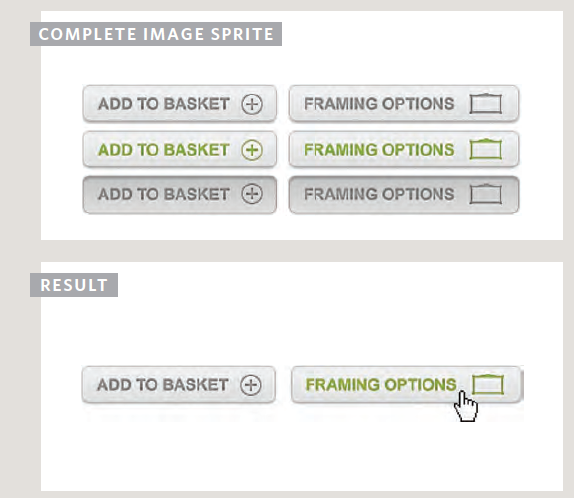 COMPLETE IMAGE SPRITE
ADD TO BASKET FRAMING OPTIONS
ADD TO BASKET FRAMING OPTIONS
ADD TO BASKET FRAMING OPTIONS
RESULT
ADD TO BASKET FRAMING OPTIONS